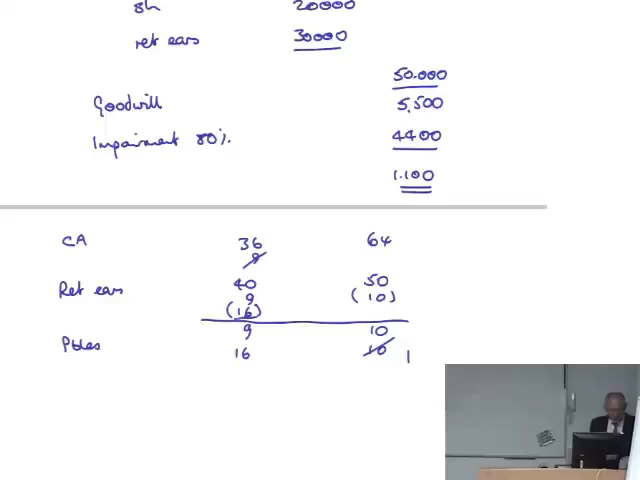 Sh 20000
ret ears 30000
50.000
Goodwill 5,500
Impairment 80% 4400
1.100
CA 36 64
9
Ret ears 40 50
9 (10)
(16)
9 10
16 10 1